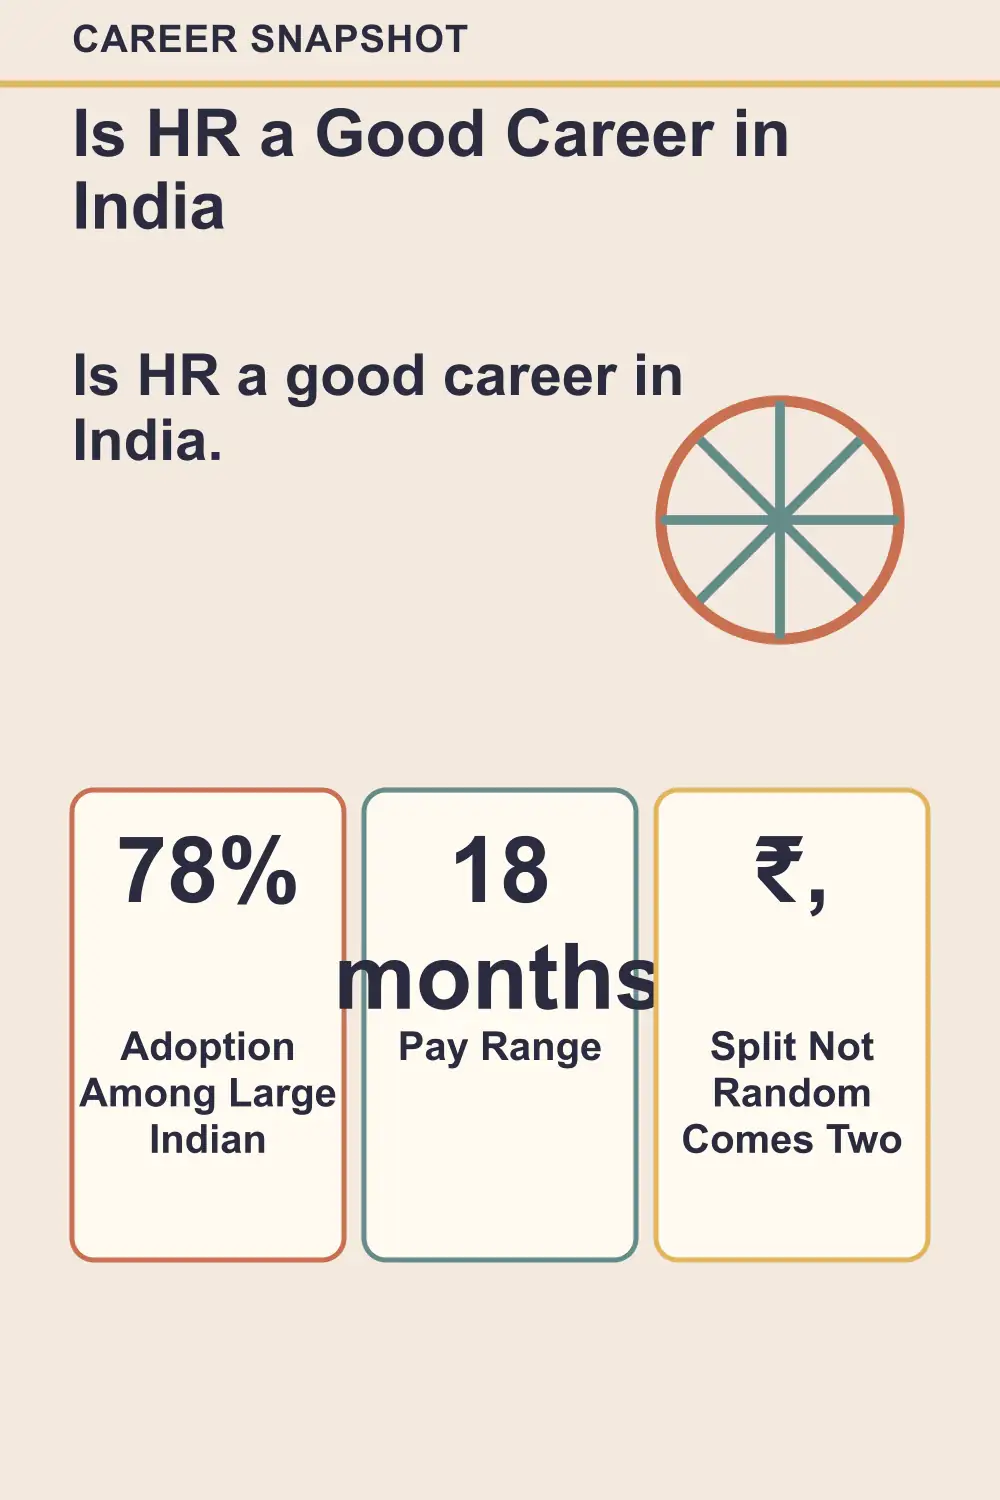 CAREER SNAPSHOT
Is HR a Good Career in
India
Is HR a good career in
India.
78%
Adoption
Among Large
Indian
18
months
Pay Range
₹,
Split Not
Random
Comes Two